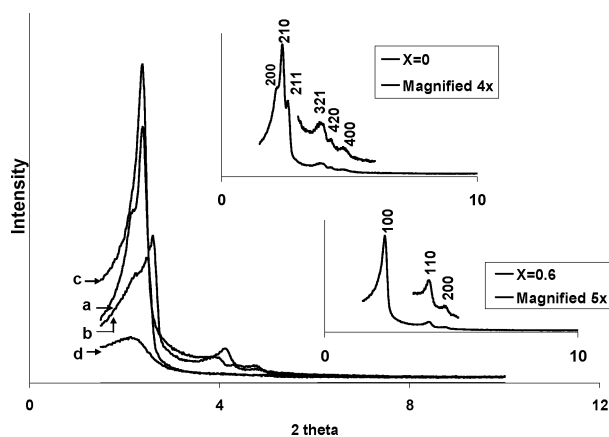 210
200
211
321
420
400
X=0
Magnified 4x
0
10
100
110
200
X=0.6
Magnified 5x
0
10
Intensity
c
a
b
d
0
4
8
12
2 theta